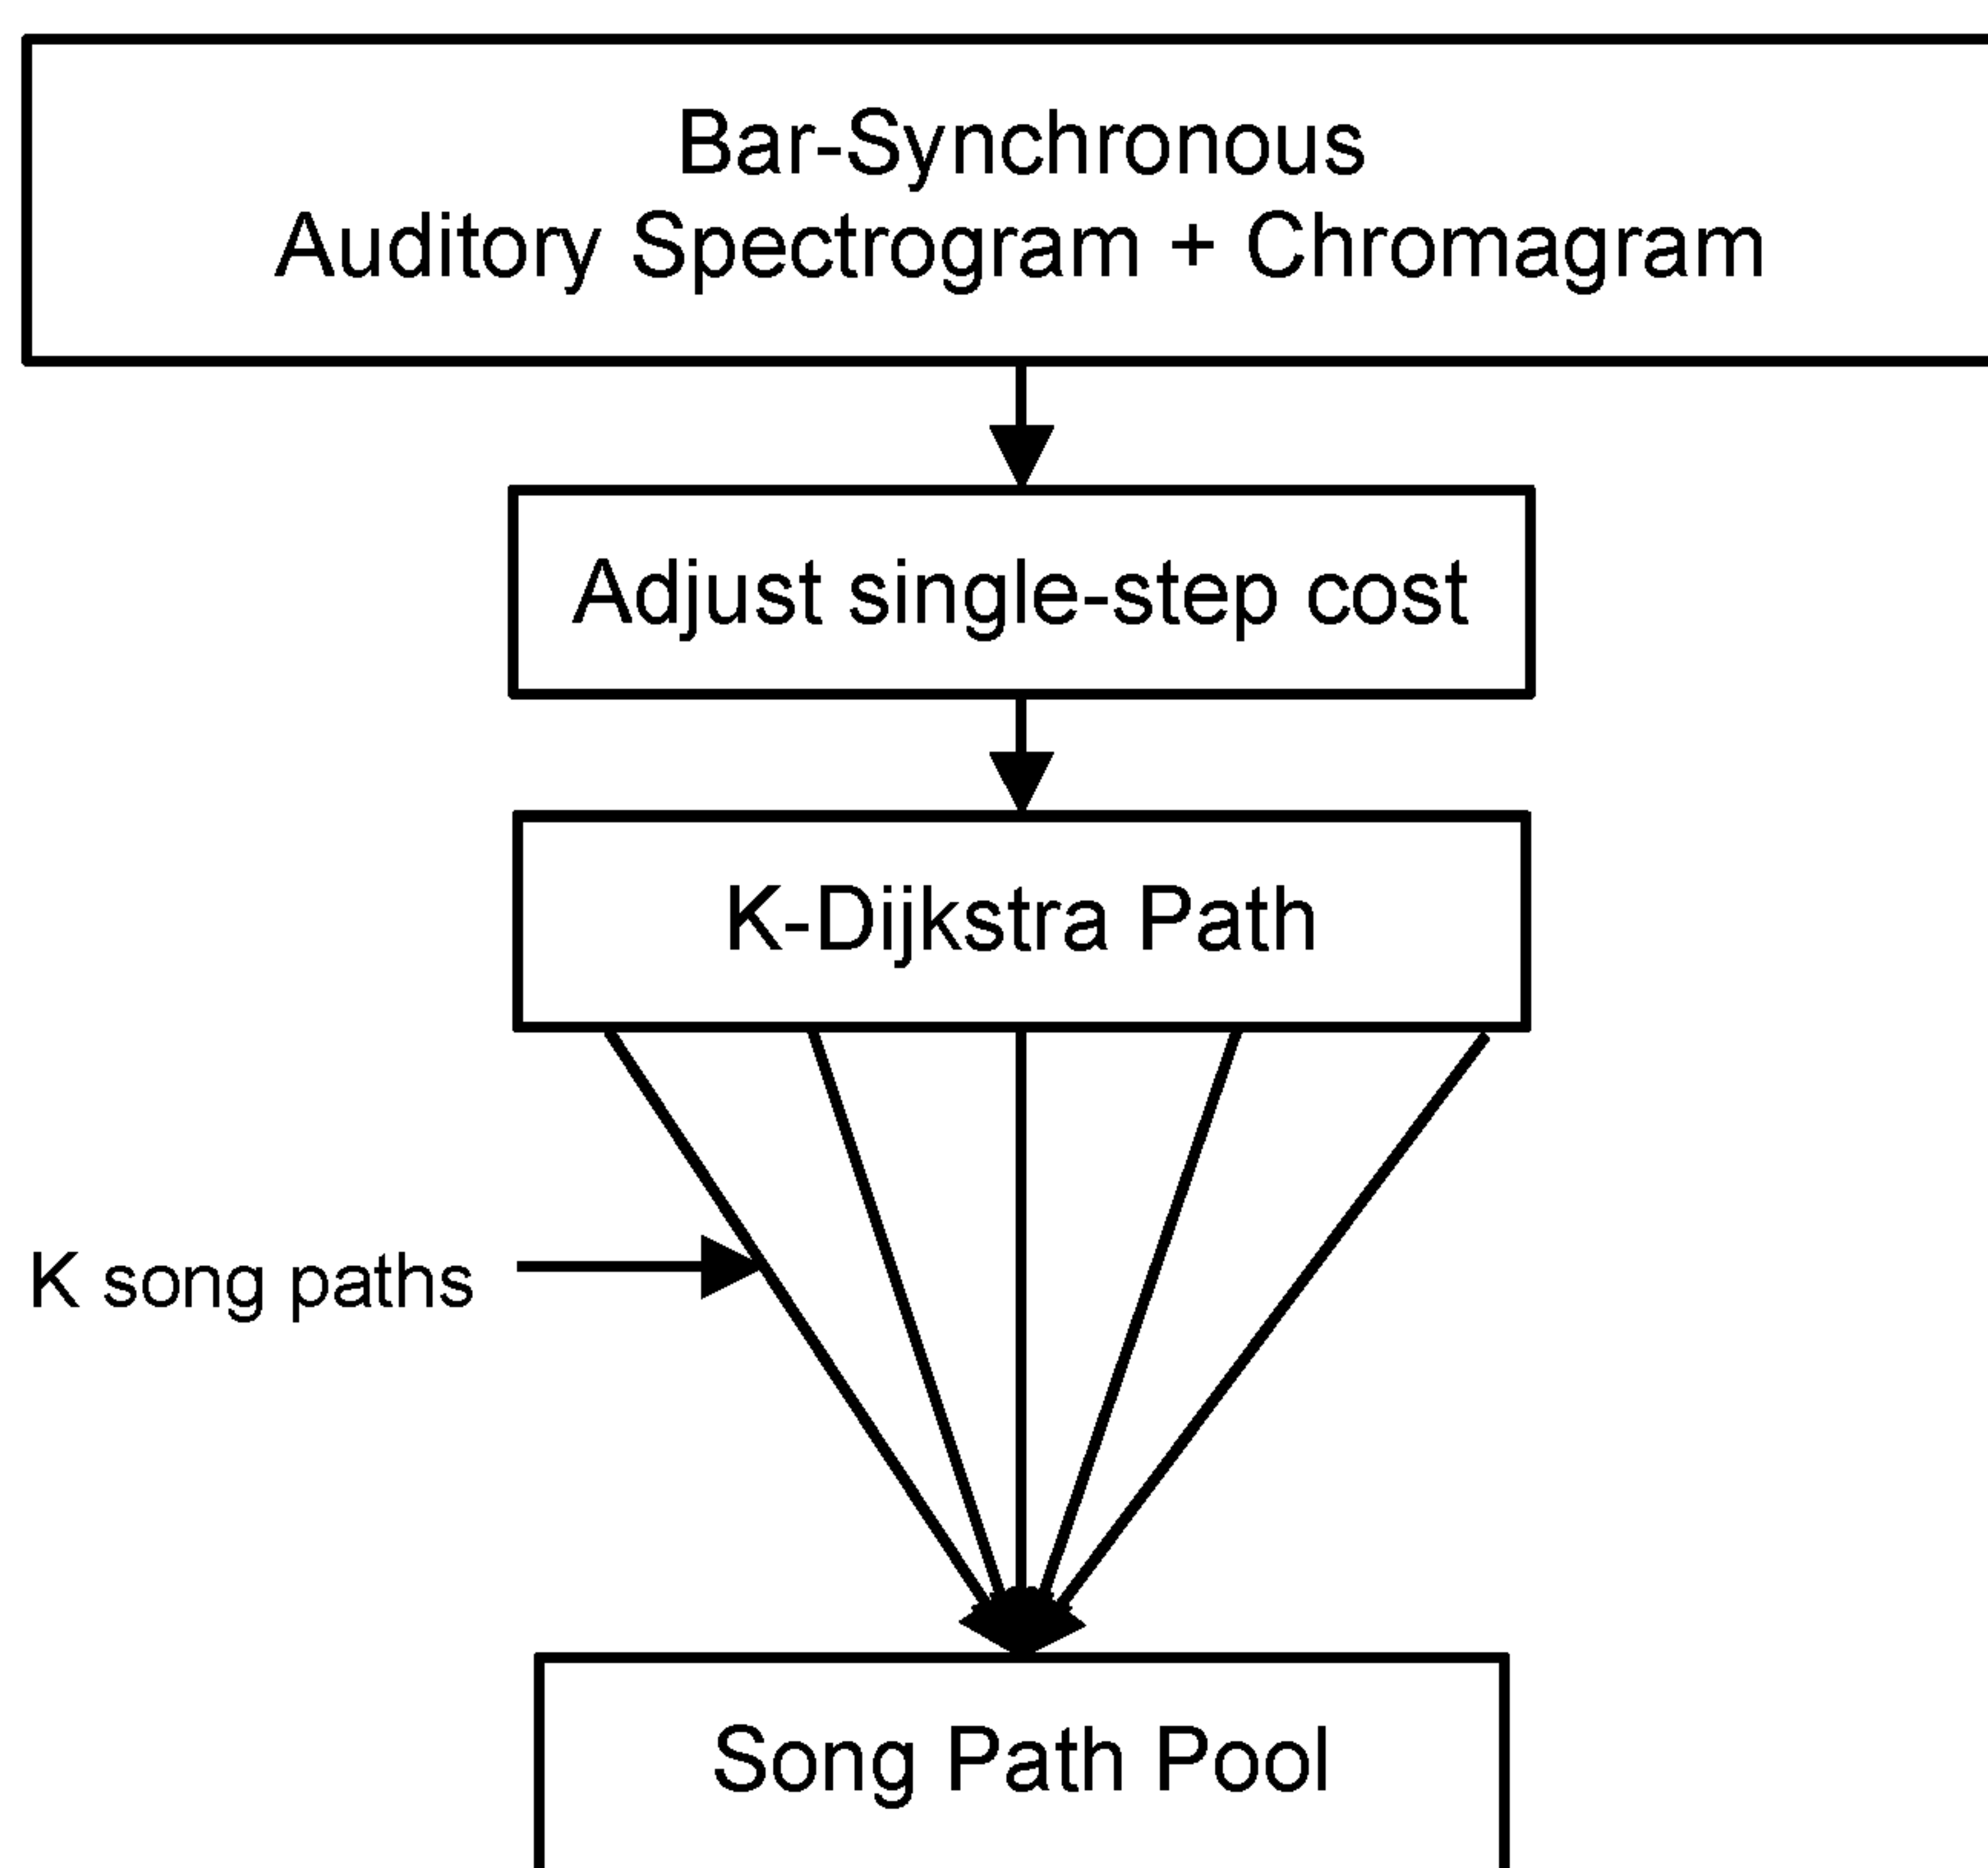 Bar-Synchronous
Auditory Spectrogram + Chromagram
Adjust single-step cost
K-Dijkstra Path
K song paths
Song Path Pool